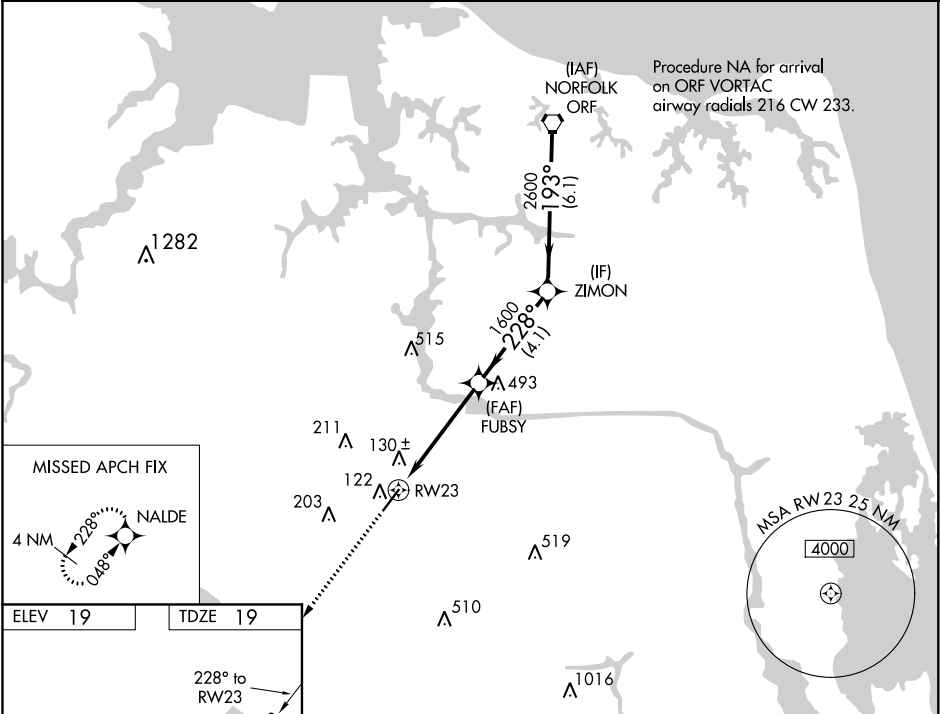 (IAF)
NORFOLK
ORF
Procedure NA for arrival
on ORF VORTAC
airway radials 216 CW 233.
2600
193°
(6.1)
1282
(IF)
ZIMON
1600
228°
(4.1)
515
493
(FAF)
FUBSY
211
130 ±
122
RW23
203
MISSED APCH FIX
NALDE
4 NM
228°
048°
MSA RW 23 25 NM
4000
519
510
1016
ELEV 19
TDZE 19
228° to
RW23